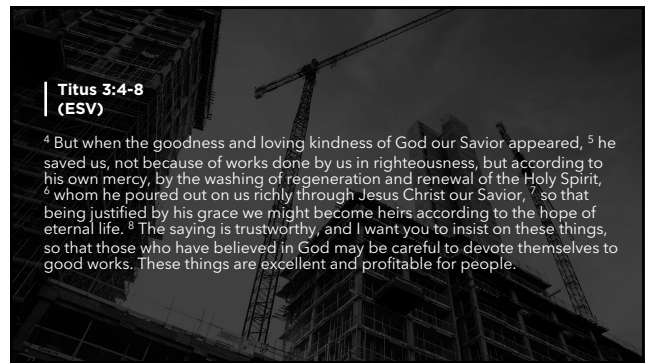 Titus 3:4-8
(ESV)
4 But when the goodness and loving kindness of God our Savior appeared, 5 he
saved us, not because of works done by us in righteousness, but according to
his own mercy, by the washing of regeneration and renewal of the Holy Spirit,
6 whom he poured out on us richly through Jesus Christ our Savior, 7 so that
being justified by his grace we might become heirs according to the hope of
eternal life. 8 The saying is trustworthy, and I want you to insist on these things,
so that those who have believed in God may be careful to devote themselves to
good works. These things are excellent and profitable for people.